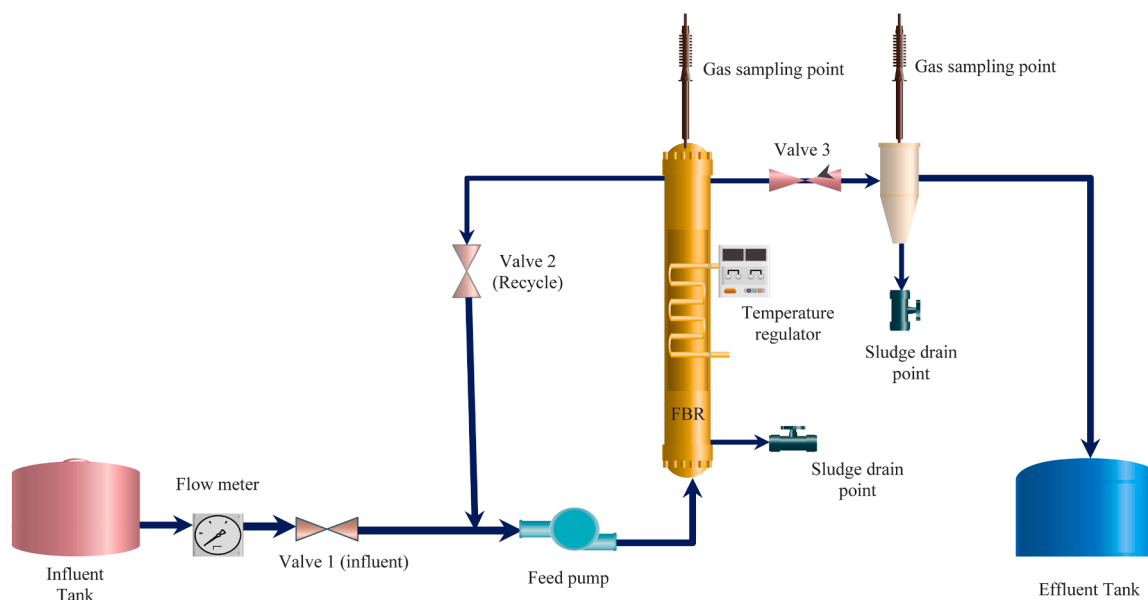 Gas sampling point
Gas sampling point
Valve 3
Valve 2
(Recycle)
Temperature
regulator
Sludge drain
point
FBR
Sludge drain
point
Flow meter
Valve 1 (influent)
Feed pump
Influent
Tank
Effluent Tank